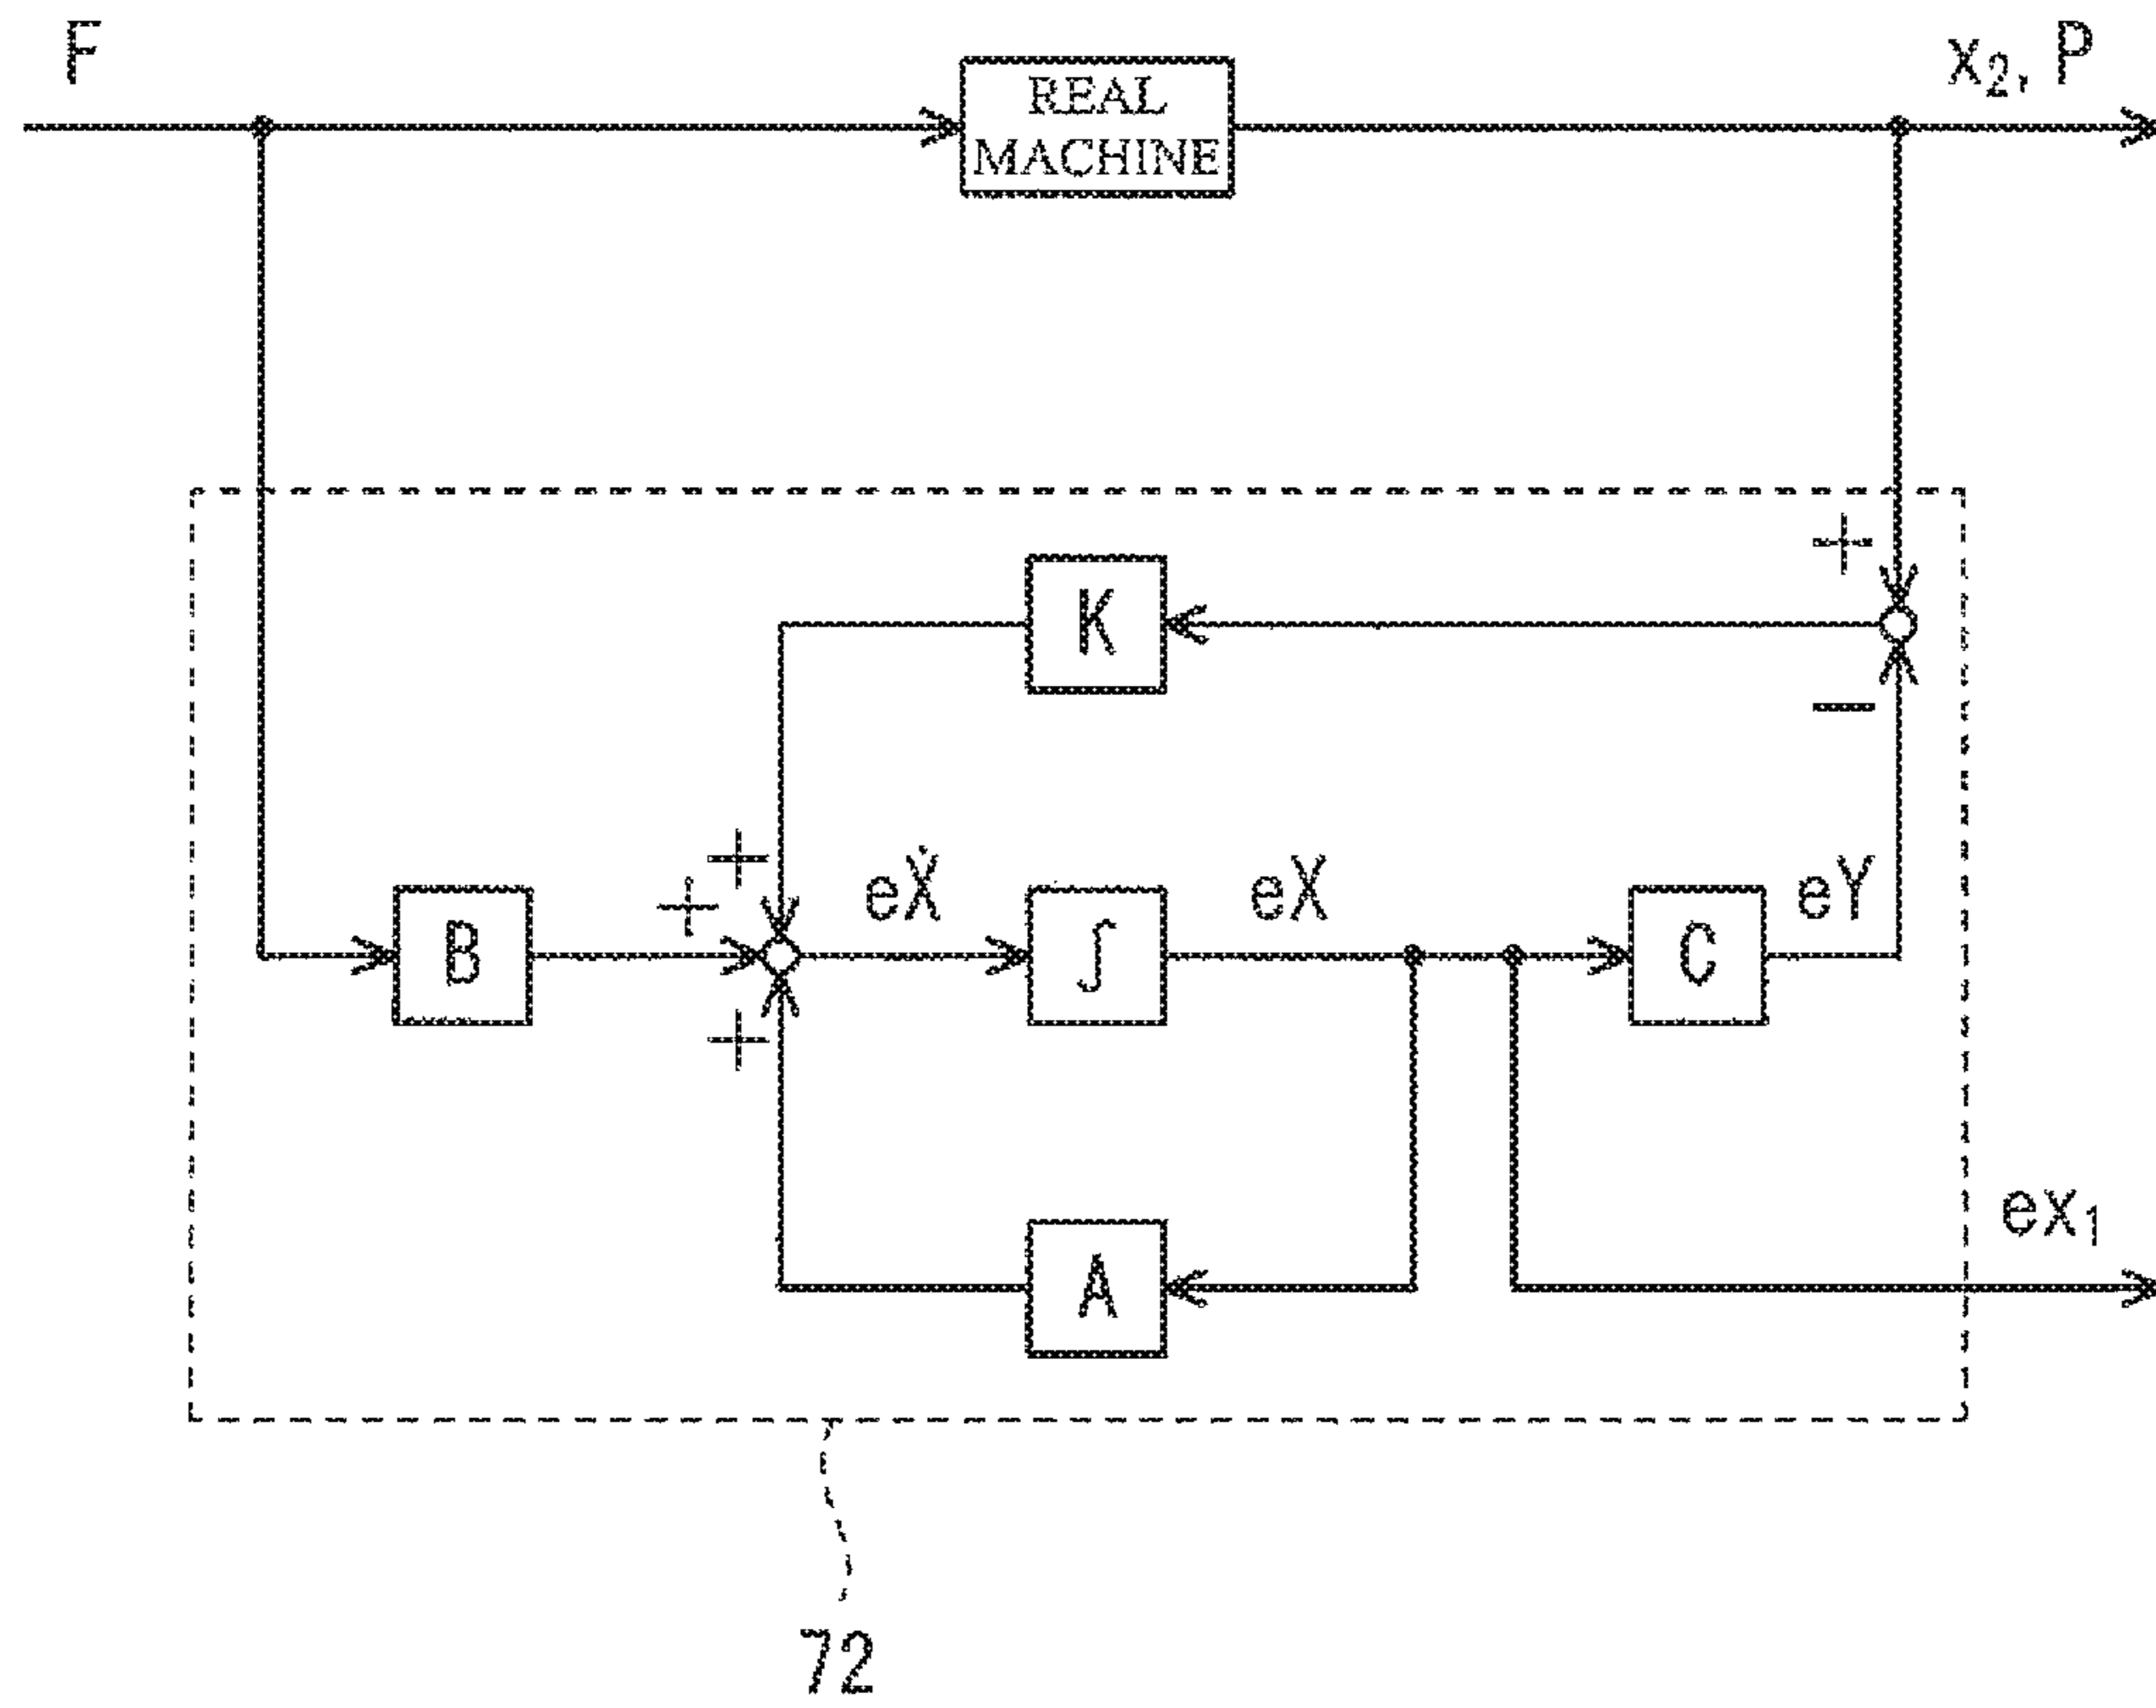 F
REAL
MACHINE
x₂, P
+
K
−
+
+
eẊ
eX
eY
B
∫
C
+
A
ex₁
72